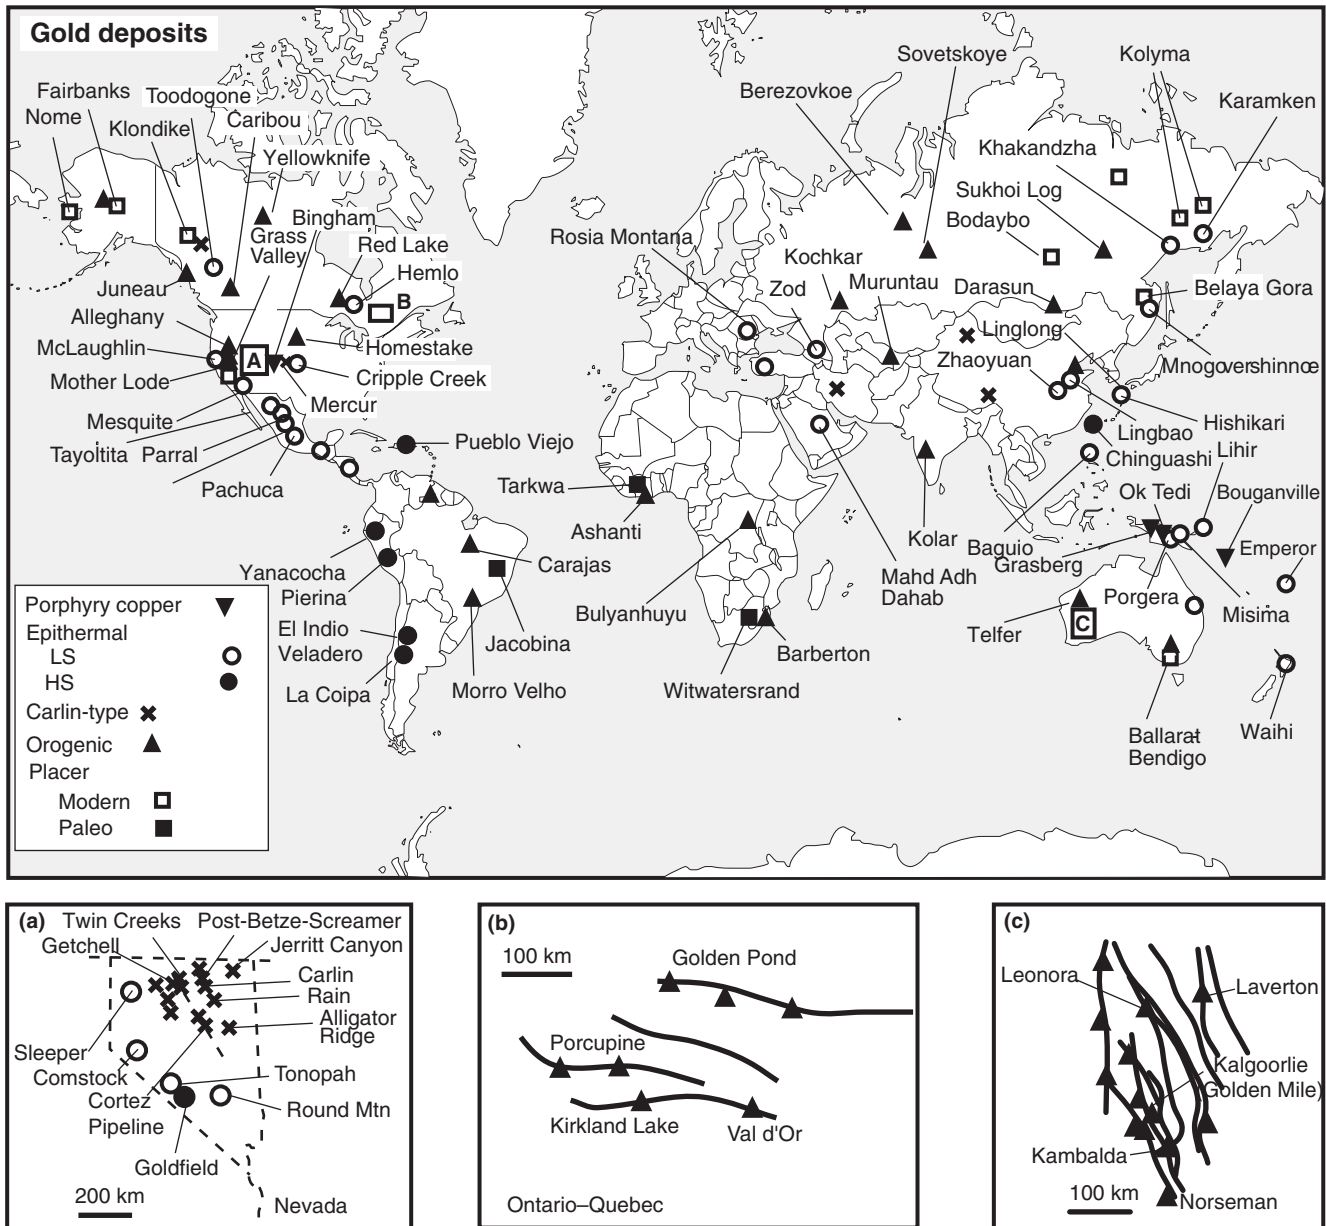 Gold deposits
Sovetskoye
Kolyma
Fairbanks
Toodogone
Berezovkoe
Karamken
Nome
Klondike
Caribou
Khakandzha
Yellowknife
Sukhoi Log
Bingham
Bodaybo
Grass
Valley
Red Lake
Rosia Montana
Hemlo
Kochkar
Juneau
B
Zod
Muruntau
Darasun
Belaya Gora
Alleghany
Linglong
McLaughlin
A
Homestake
Zhaoyuan
Mnogovershinnœ
Mother Lode
Cripple Creek
Mercur
Mesquite
Hishikari
Tayoltita
Parral
Pueblo Viejo
Lingbao
Chinguashi
Lihir
Pachuca
Tarkwa
Ok Tedi
Bouganville
Ashanti
Kolar
Baguio
Grasberg
Emperor
Yanacocha
Carajas
Mahd Adh
Dahab
Pierina
Bulyanhuyu
Porgera
Misima
Porphyry copper
Epithermal
LS
HS
Carlin-type
Orogenic
Placer
Modern
Paleo
El Indio
Veladero
Jacobina
Telfer
C
La Coipa
Morro Velho
Witwatersrand
Barberton
Ballarat
Bendigo
Waihi
(a)
Twin Creeks
Post-Betze-Screamer
Getchell
Jerritt Canyon
Carlin
Rain
Alligator
Ridge
Sleeper
Comstock
Tonopah
Cortez
Pipeline
Round Mtn
Goldfield
200 km
Nevada
(b)
100 km
Golden Pond
Porcupine
Kirkland Lake
Val d'Or
Ontario–Quebec
(c)
Leonora
Laverton
Kalgoorlie
Golden Mile)
Kambalda
100 km
Norseman